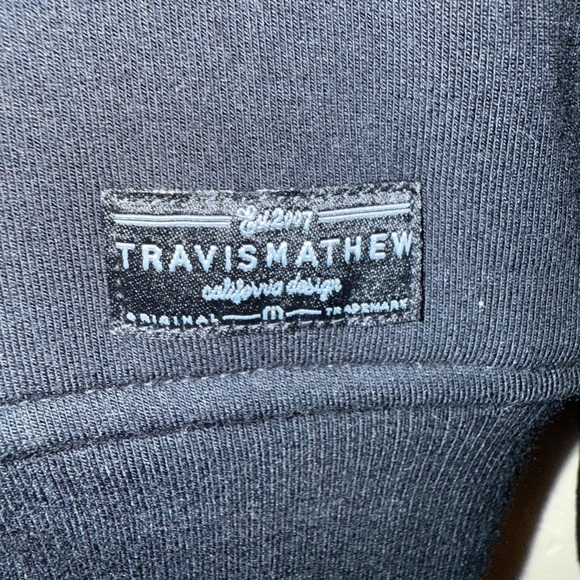 Est 2007
TRAVISMATHEW
california design
ORIGINAL m TRADEMARK